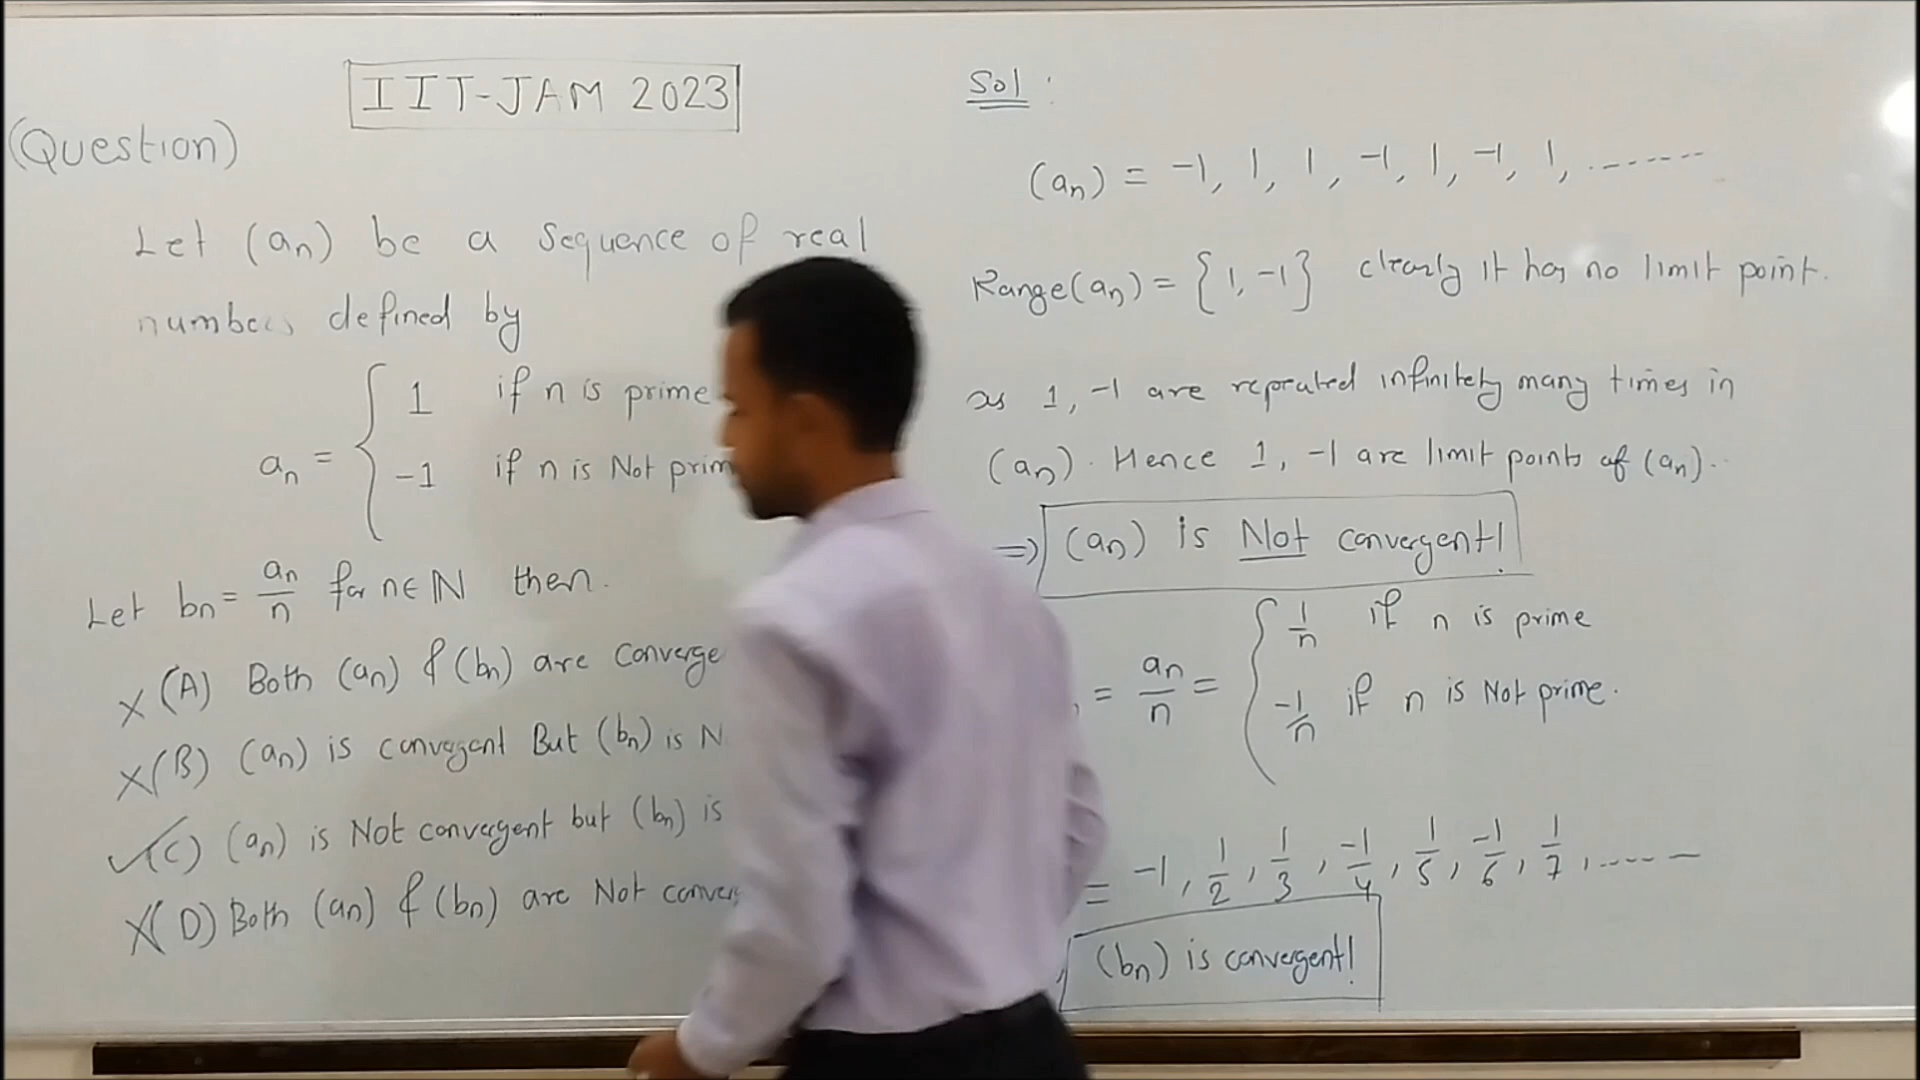 IIT-JAM 2023
(Question)
Let (an) be a sequence of real
numbers defined by
an = { 1 if n is prime
-1 if n is Not prim
Let bn = an/n for n∈ℕ then.
X (A) Both (an) & (bn) are converge
X (B) (an) is convergent But (bn) is N
✓ (C) (an) is Not convergent but (bn) is
X (D) Both (an) & (bn) are Not conver
Sol :
(an) = -1, 1, 1, -1, 1, -1, 1, -------
Range(an) = {1, -1} clearly it has no limit point.
as 1, -1 are repeated infinitely many times in
(an). Hence 1, -1 are limit points of (an).
⇒ (an) is Not convergent!
= an/n = { 1/n if n is prime
-1/n if n is Not prime.
= -1, 1/2, 1/3, -1/4, 1/5, -1/6, 1/7, ------
(bn) is convergent!